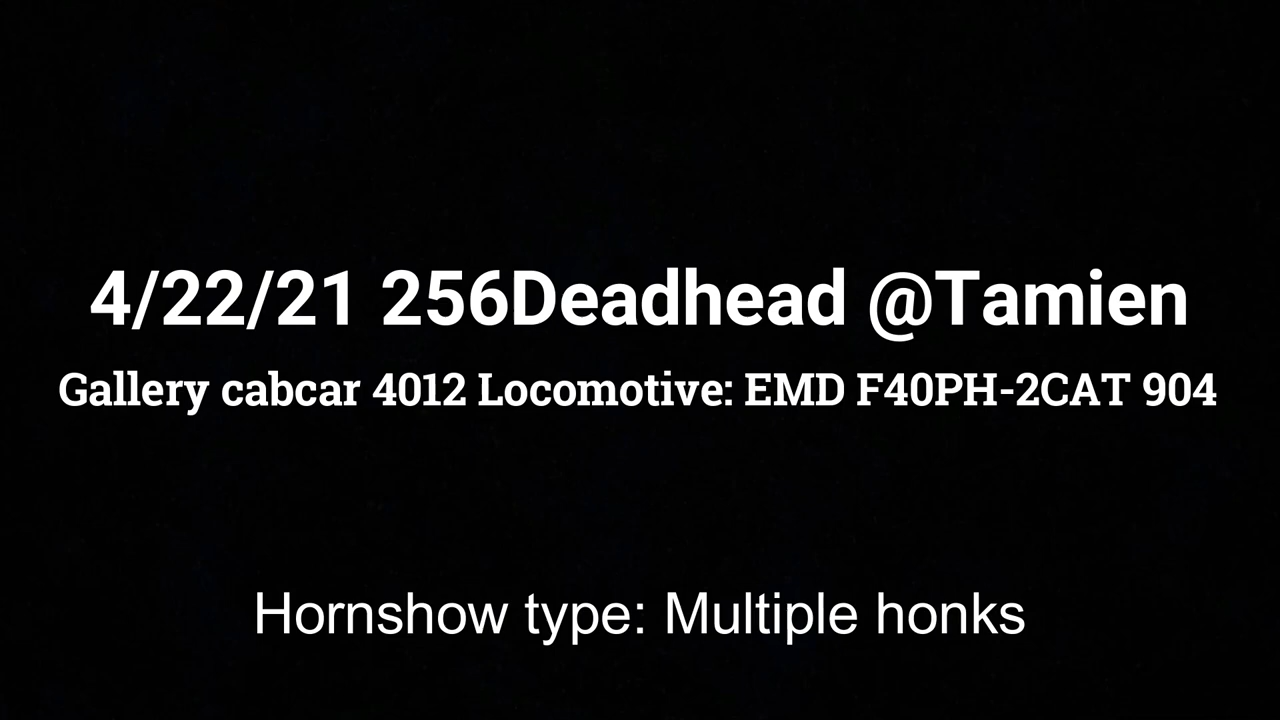 4/22/21 256Deadhead @Tamien
Gallery cabcar 4012 Locomotive: EMD F40PH-2CAT 904
Hornshow type: Multiple honks